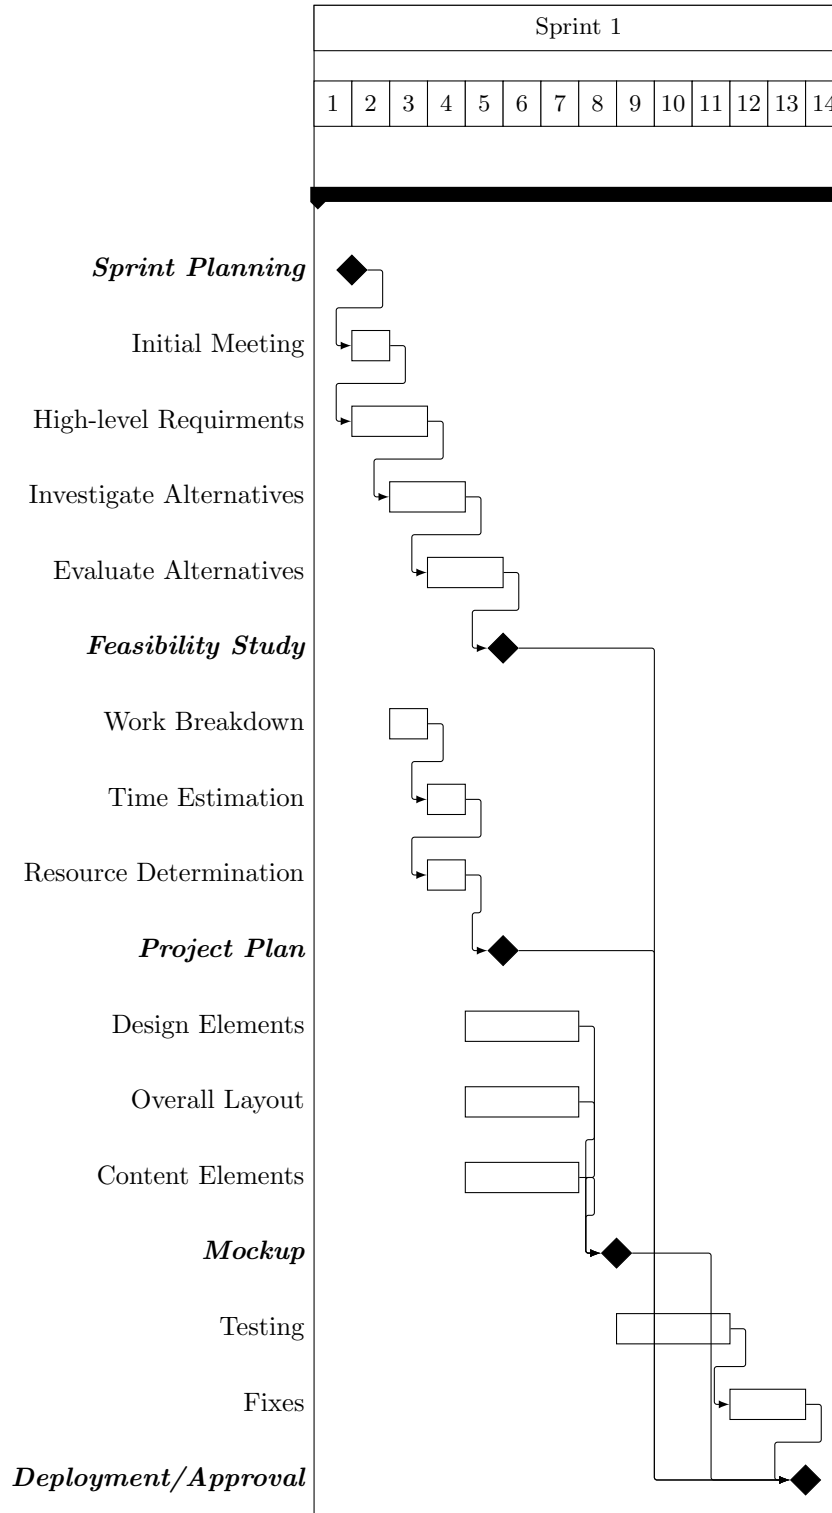 Sprint 1
1 2 3 4 5 6 7 8 9 10 11 12 13 14
Sprint Planning
Initial Meeting
High-level Requirments
Investigate Alternatives
Evaluate Alternatives
Feasibility Study
Work Breakdown
Time Estimation
Resource Determination
Project Plan
Design Elements
Overall Layout
Content Elements
Mockup
Testing
Fixes
Deployment/Approval